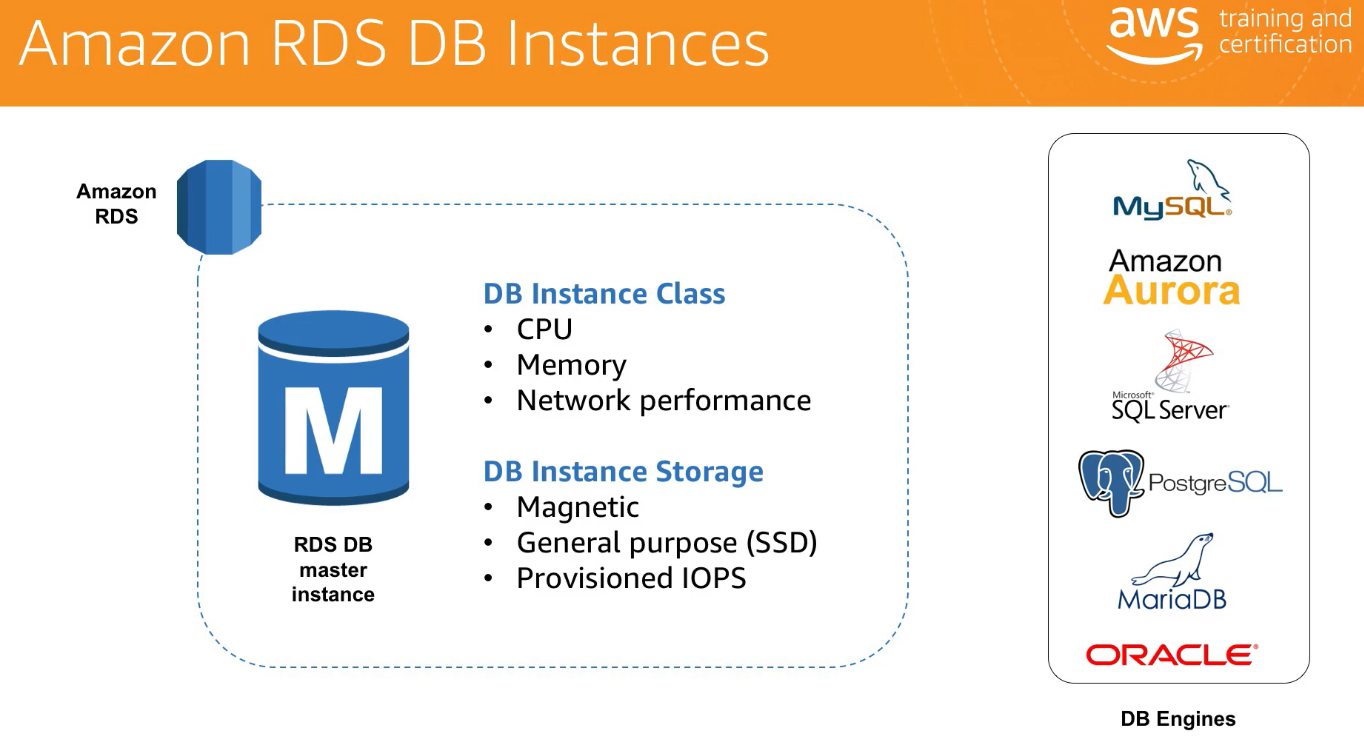 Amazon RDS DB Instances
aws training and
certification
Amazon
RDS
M
RDS DB
master
instance
DB Instance Class
• CPU
• Memory
• Network performance
DB Instance Storage
• Magnetic
• General purpose (SSD)
• Provisioned IOPS
MySQL®
Amazon
Aurora
Microsoft®
SQL Server®
PostgreSQL
MariaDB
ORACLE®
DB Engines